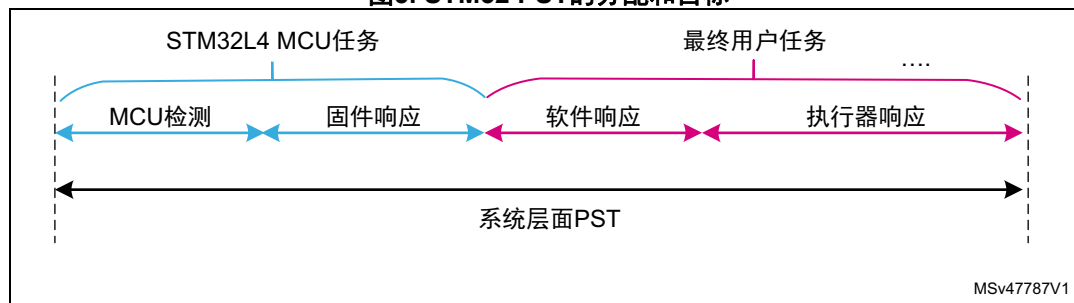 STM32L4 MCU任务
最终用户任务
....
MCU检测
固件响应
软件响应
执行器响应
系统层面PST
MSv47787V1